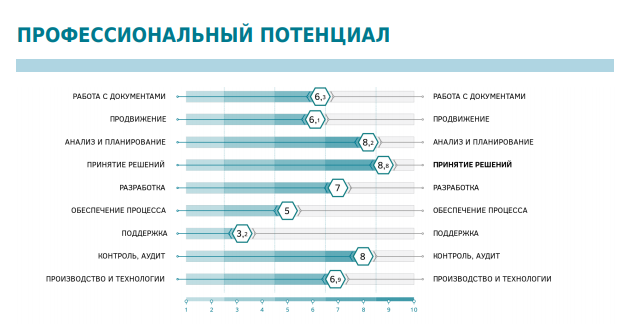 ПРОФЕССИОНАЛЬНЫЙ ПОТЕНЦИАЛ
РАБОТА С ДОКУМЕНТАМИ 6,3 РАБОТА С ДОКУМЕНТАМИ
ПРОДВИЖЕНИЕ 6,1 ПРОДВИЖЕНИЕ
АНАЛИЗ И ПЛАНИРОВАНИЕ 8,2 АНАЛИЗ И ПЛАНИРОВАНИЕ
ПРИНЯТИЕ РЕШЕНИЙ 8,8 ПРИНЯТИЕ РЕШЕНИЙ
РАЗРАБОТКА 7 РАЗРАБОТКА
ОБЕСПЕЧЕНИЕ ПРОЦЕССА 5 ОБЕСПЕЧЕНИЕ ПРОЦЕССА
ПОДДЕРЖКА 3,2 ПОДДЕРЖКА
КОНТРОЛЬ, АУДИТ 8 КОНТРОЛЬ, АУДИТ
ПРОИЗВОДСТВО И ТЕХНОЛОГИИ 6,9 ПРОИЗВОДСТВО И ТЕХНОЛОГИИ
1 2 3 4 5 6 7 8 9 10